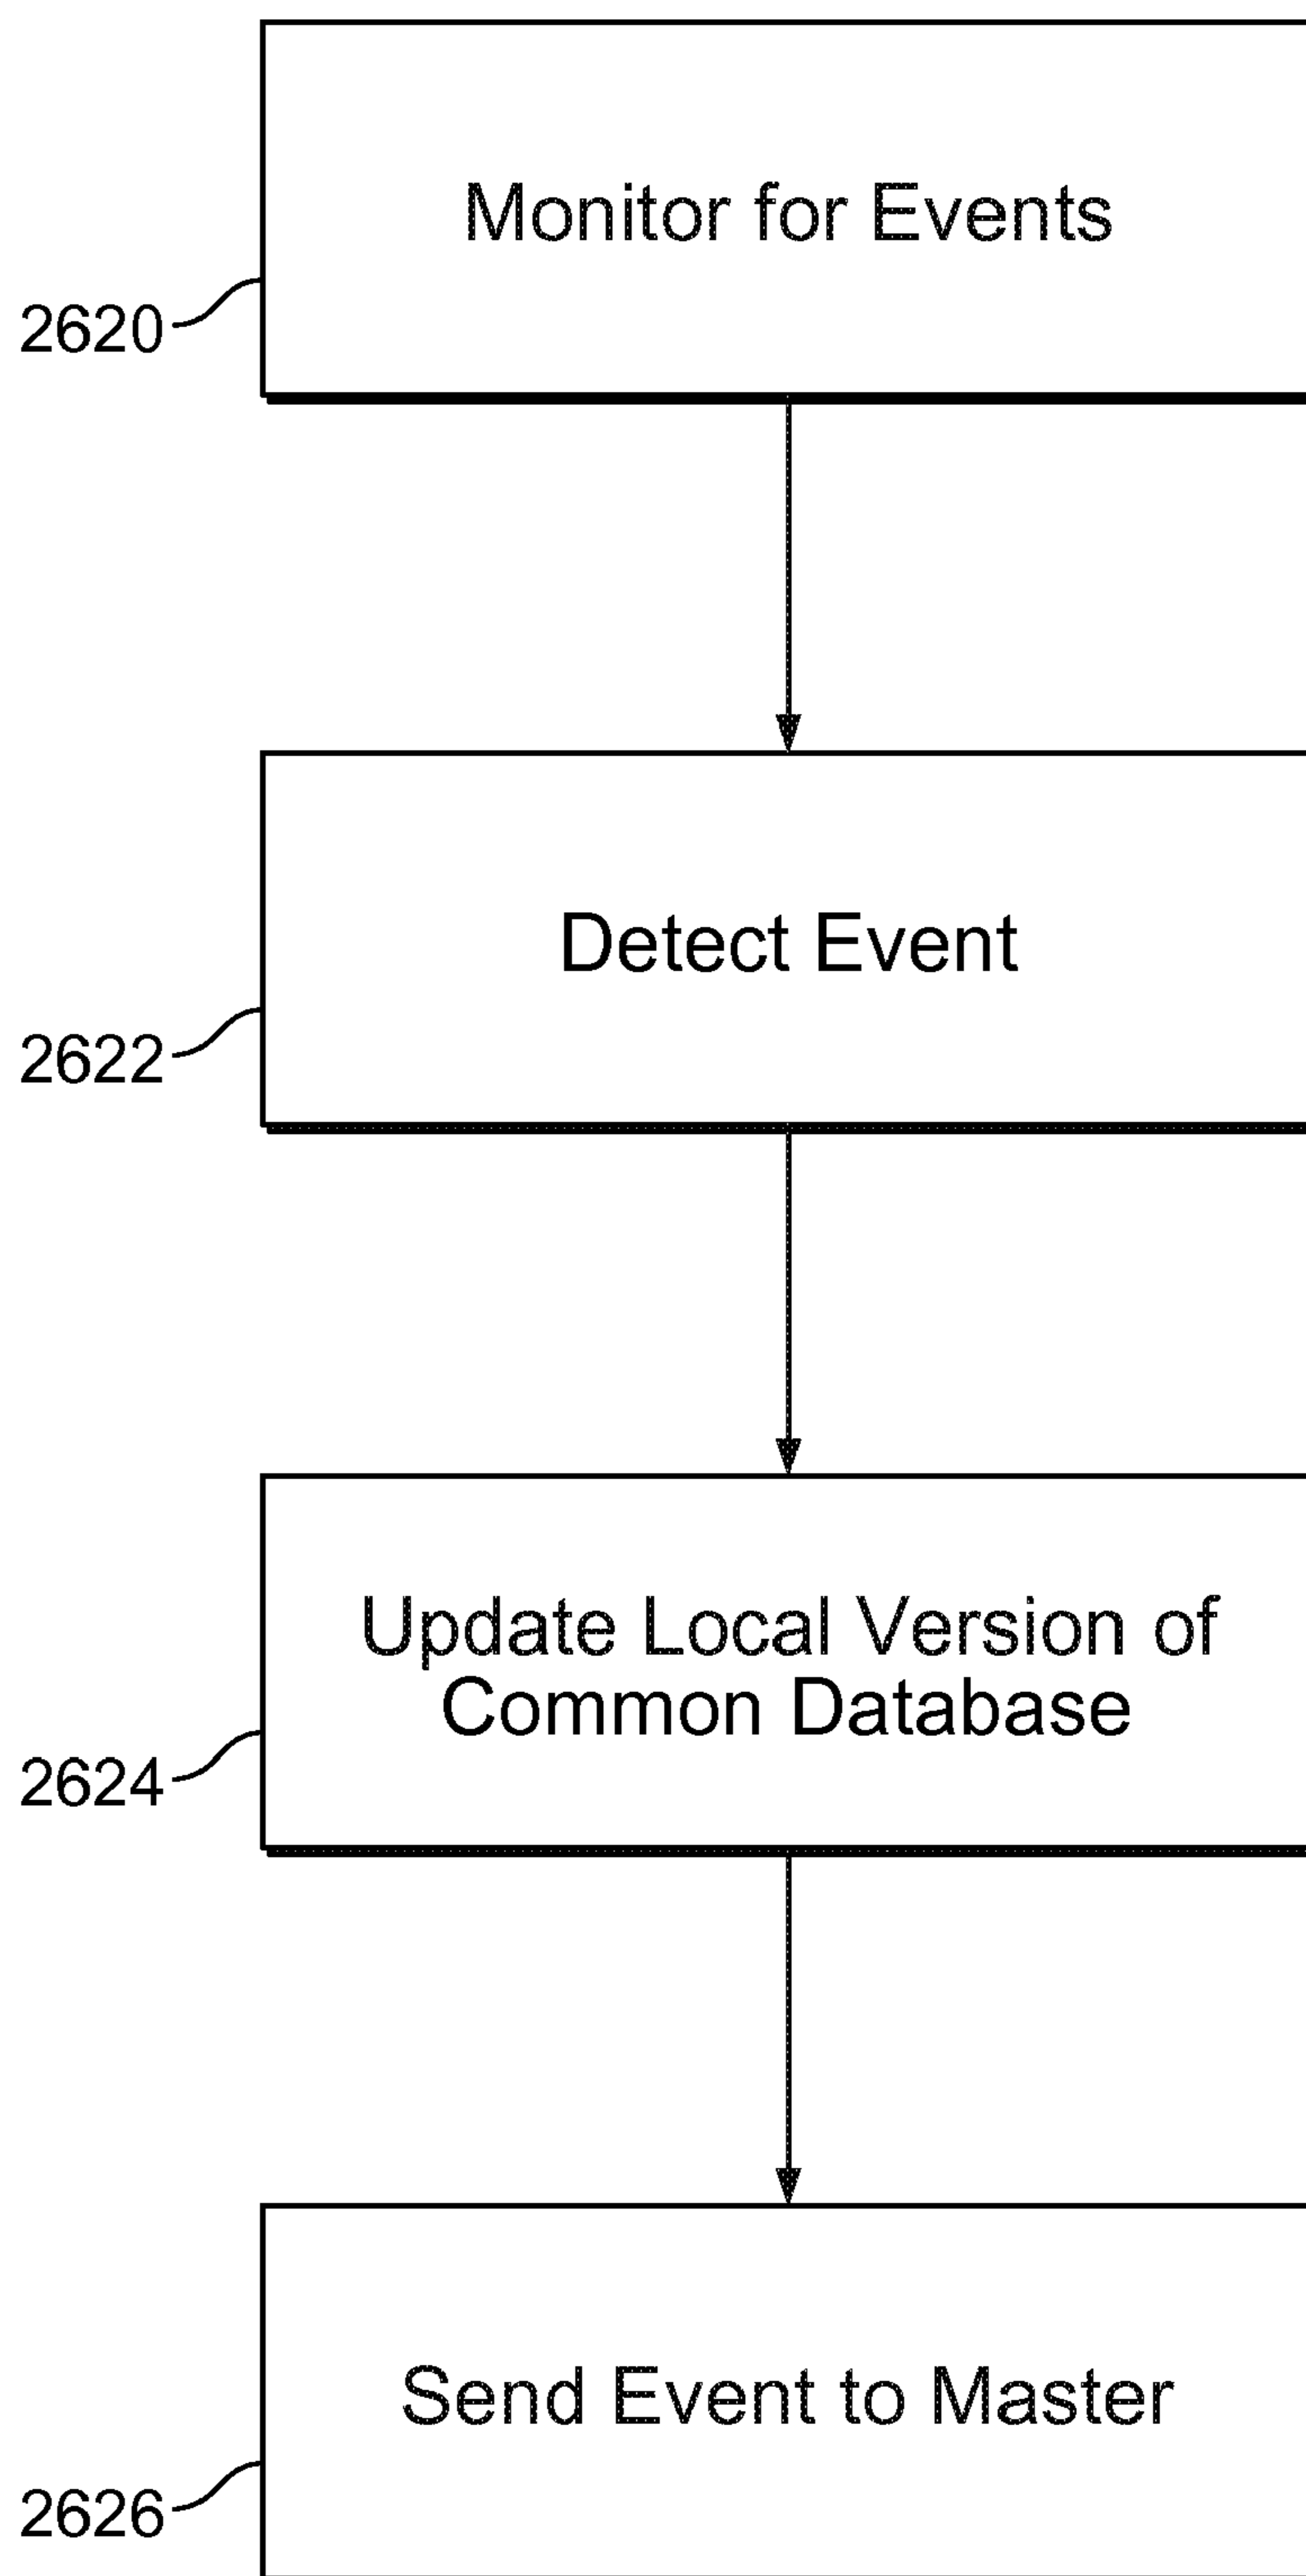 Monitor for Events
2620
Detect Event
2622
Update Local Version of
Common Database
2624
Send Event to Master
2626